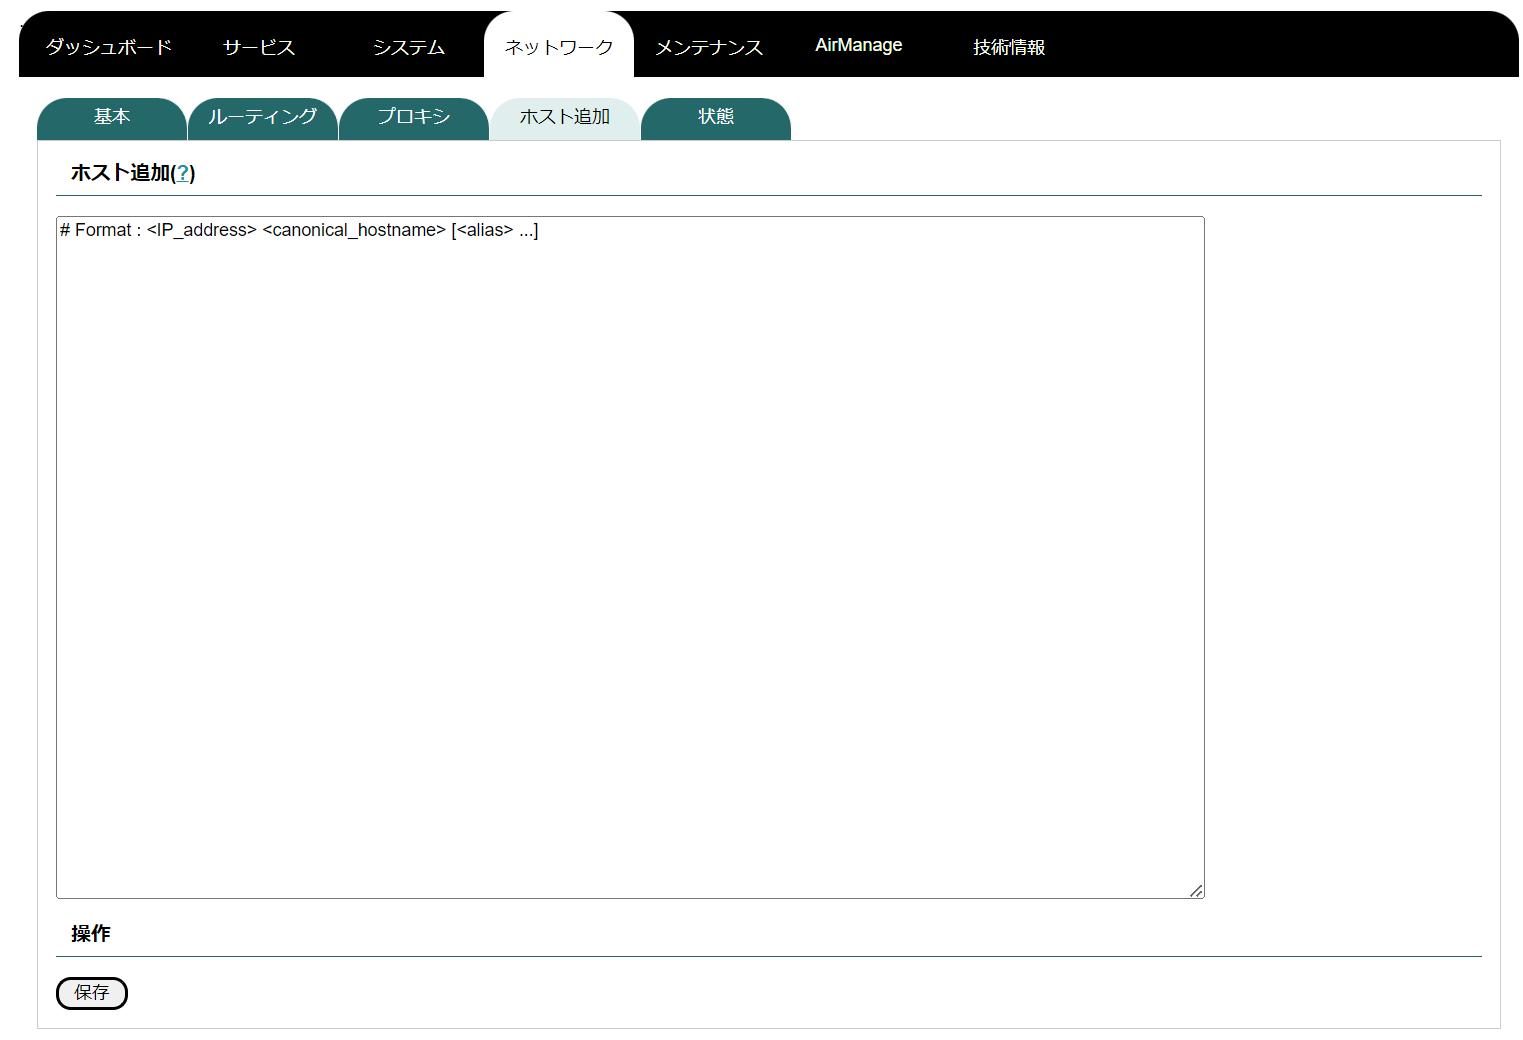 ダッシュボード サービス システム ネットワーク メンテナンス AirManage 技術情報
基本 ルーティング プロキシ ホスト追加 状態
ホスト追加(?)
# Format : <IP_address> <canonical_hostname> [<alias> ...]
操作
保存